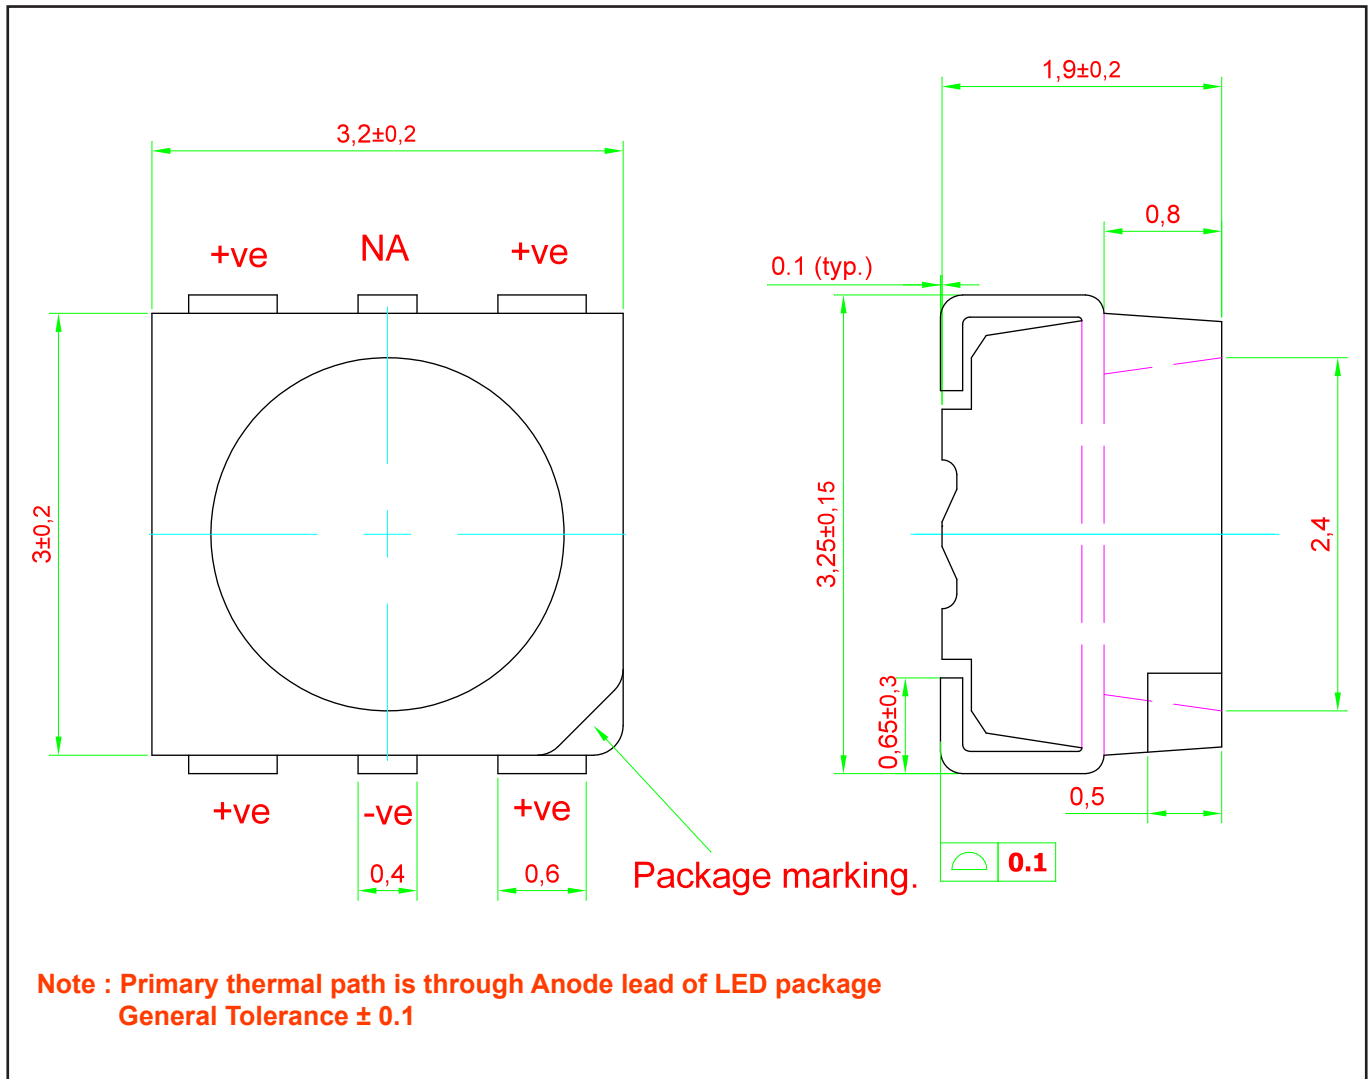 1,9±0,2
3,2±0,2
0,8
+ve NA +ve
0.1 (typ.)
3±0,2
3,25±0,15
2,4
0,65±0,3
+ve -ve +ve
0,5
0,4 0,6
Package marking.
0.1
Note : Primary thermal path is through Anode lead of LED package
General Tolerance ± 0.1